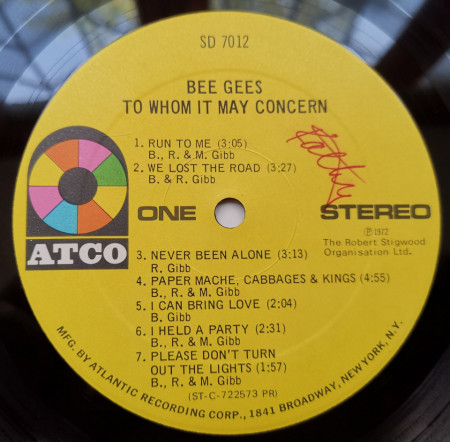 SD 7012
BEE GEES
TO WHOM IT MAY CONCERN
1. RUN TO ME (3:05)
B., R. & M. Gibb
2. WE LOST THE ROAD (3:27)
B. & R. Gibb
Kathy
ATCO
ONE
STEREO
℗ 1972
The Robert Stigwood
Organisation Ltd.
3. NEVER BEEN ALONE (3:13)
R. Gibb
4. PAPER MACHE, CABBAGES & KINGS (4:55)
B., R. & M. Gibb
5. I CAN BRING LOVE (2:04)
B. Gibb
6. I HELD A PARTY (2:31)
B., R. & M. Gibb
7. PLEASE DON'T TURN
OUT THE LIGHTS (1:57)
B., R. & M. Gibb
(ST-C-722573 PR)
MFG. BY ATLANTIC RECORDING CORP., 1841 BROADWAY, NEW YORK, N.Y.